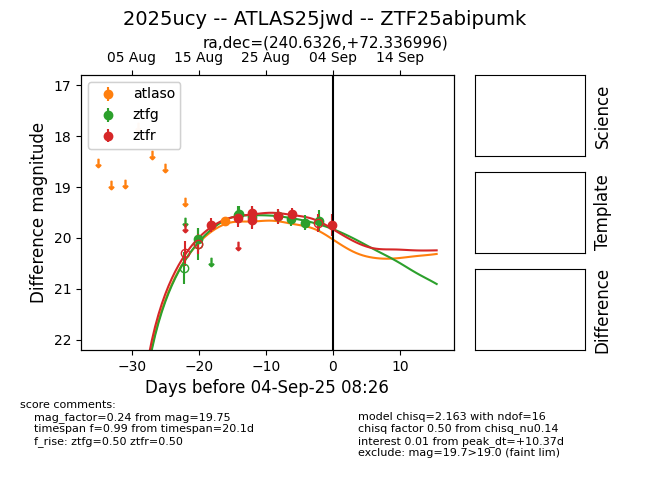 2025ucy -- ATLAS25jwd -- ZTF25abipumk
ra,dec=(240.6326,+72.336996)
05 Aug 15 Aug 25 Aug 04 Sep 14 Sep
atlaso
ztfg
ztfr
17
18
19
20
21
22
Difference magnitude
−30 −20 −10 0 10
Days before 04-Sep-25 08:26
Science
Template
Difference
score comments:
mag_factor=0.24 from mag=19.75
timespan f=0.99 from timespan=20.1d
f_rise: ztfg=0.50 ztfr=0.50
model chisq=2.163 with ndof=16
chisq factor 0.50 from chisq_nu0.14
interest 0.01 from peak_dt=+10.37d
exclude: mag=19.7>19.0 (faint lim)